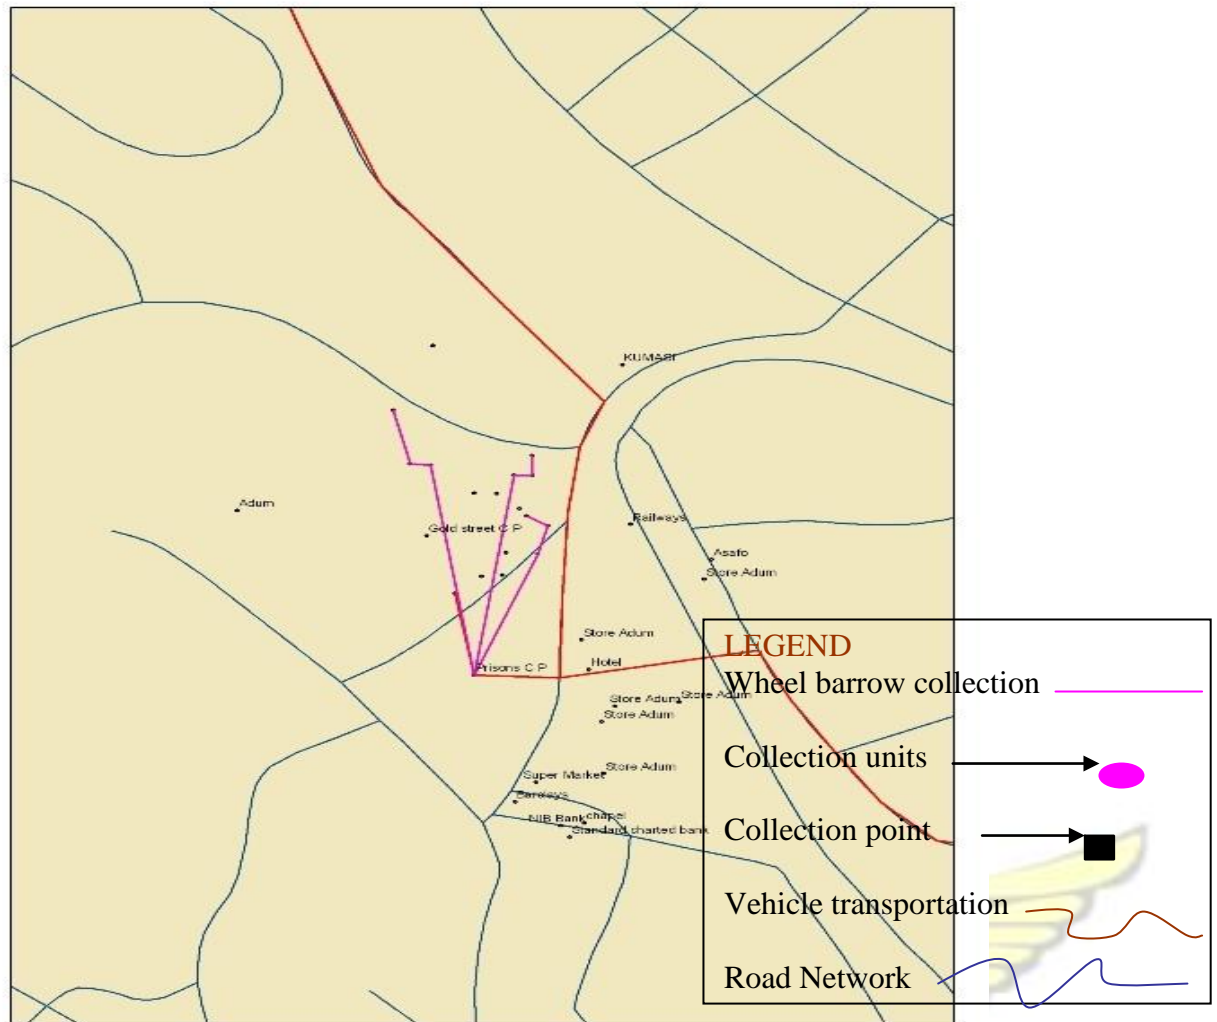 KUMASI
Adum
Gold street C P
Railways
Asafo
Store Adum
Store Adum
Hotel
Prisons C P
Store Adum
Store Adum
Store Adum
Store Adum
Super Market
Barclays
NIB Bank
chapel
Standard sharted bank
LEGEND
Wheel barrow collection
Collection units
Collection point
Vehicle transportation
Road Network